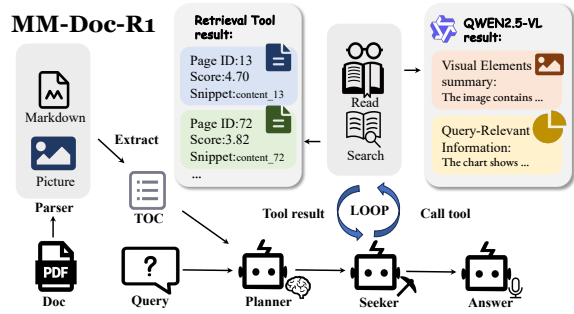 MM-Doc-R1
Markdown
Picture
Parser
PDF
Doc
Extract
TOC
Retrieval Tool
result:
Page ID:13
Score:4.70
Snippet:content_13
Page ID:72
Score:3.82
Snippet:content_72
...
Read
Search
QWEN2.5-VL
result:
Visual Elements
summary:
The image contains ...
Query-Relevant
Information:
The chart shows ...
Tool result
LOOP
Call tool
?
Query
Planner
Seeker
Answer